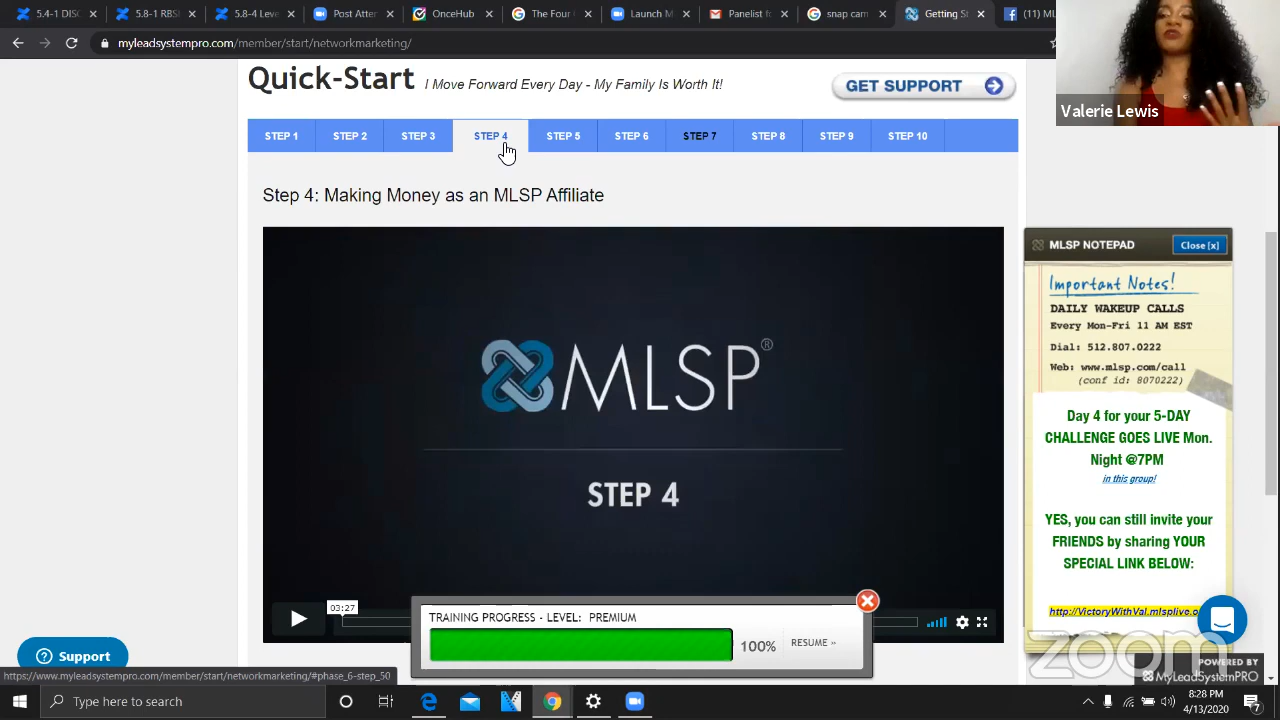 5.4-1 DISC
5.8-1 RBS
5.8-4 Leve
Post Atten
OnceHub
The Four
Launch M
Panelist fo
snap cam
Getting St
(11) ML
myleadsystempro.com/member/start/networkmarketing/
Quick-Start
I Move Forward Every Day - My Family Is Worth It!
GET SUPPORT
Valerie Lewis
STEP 1
STEP 2
STEP 3
STEP 4
STEP 5
STEP 6
STEP 7
STEP 8
STEP 9
STEP 10
Step 4: Making Money as an MLSP Affiliate
MLSP®
STEP 4
03:27
TRAINING PROGRESS - LEVEL: PREMIUM
100%
RESUME »
MLSP NOTEPAD
Close [x]
Important Notes!
DAILY WAKEUP CALLS
Every Mon-Fri 11 AM EST
Dial: 512.807.0222
Web: www.mlsp.com/call
(conf id: 8070222)
Day 4 for your 5-DAY
CHALLENGE GOES LIVE Mon.
Night @7PM
in this group!
YES, you can still invite your
FRIENDS by sharing YOUR
SPECIAL LINK BELOW:
http://VictoryWithVal.mlsplive.o
zoom
POWERED BY
MyLeadSystemPRO
Support
https://www.myleadsystempro.com/member/start/networkmarketing/#phase_6-step_50
Type here to search
8:28 PM
4/13/2020
7